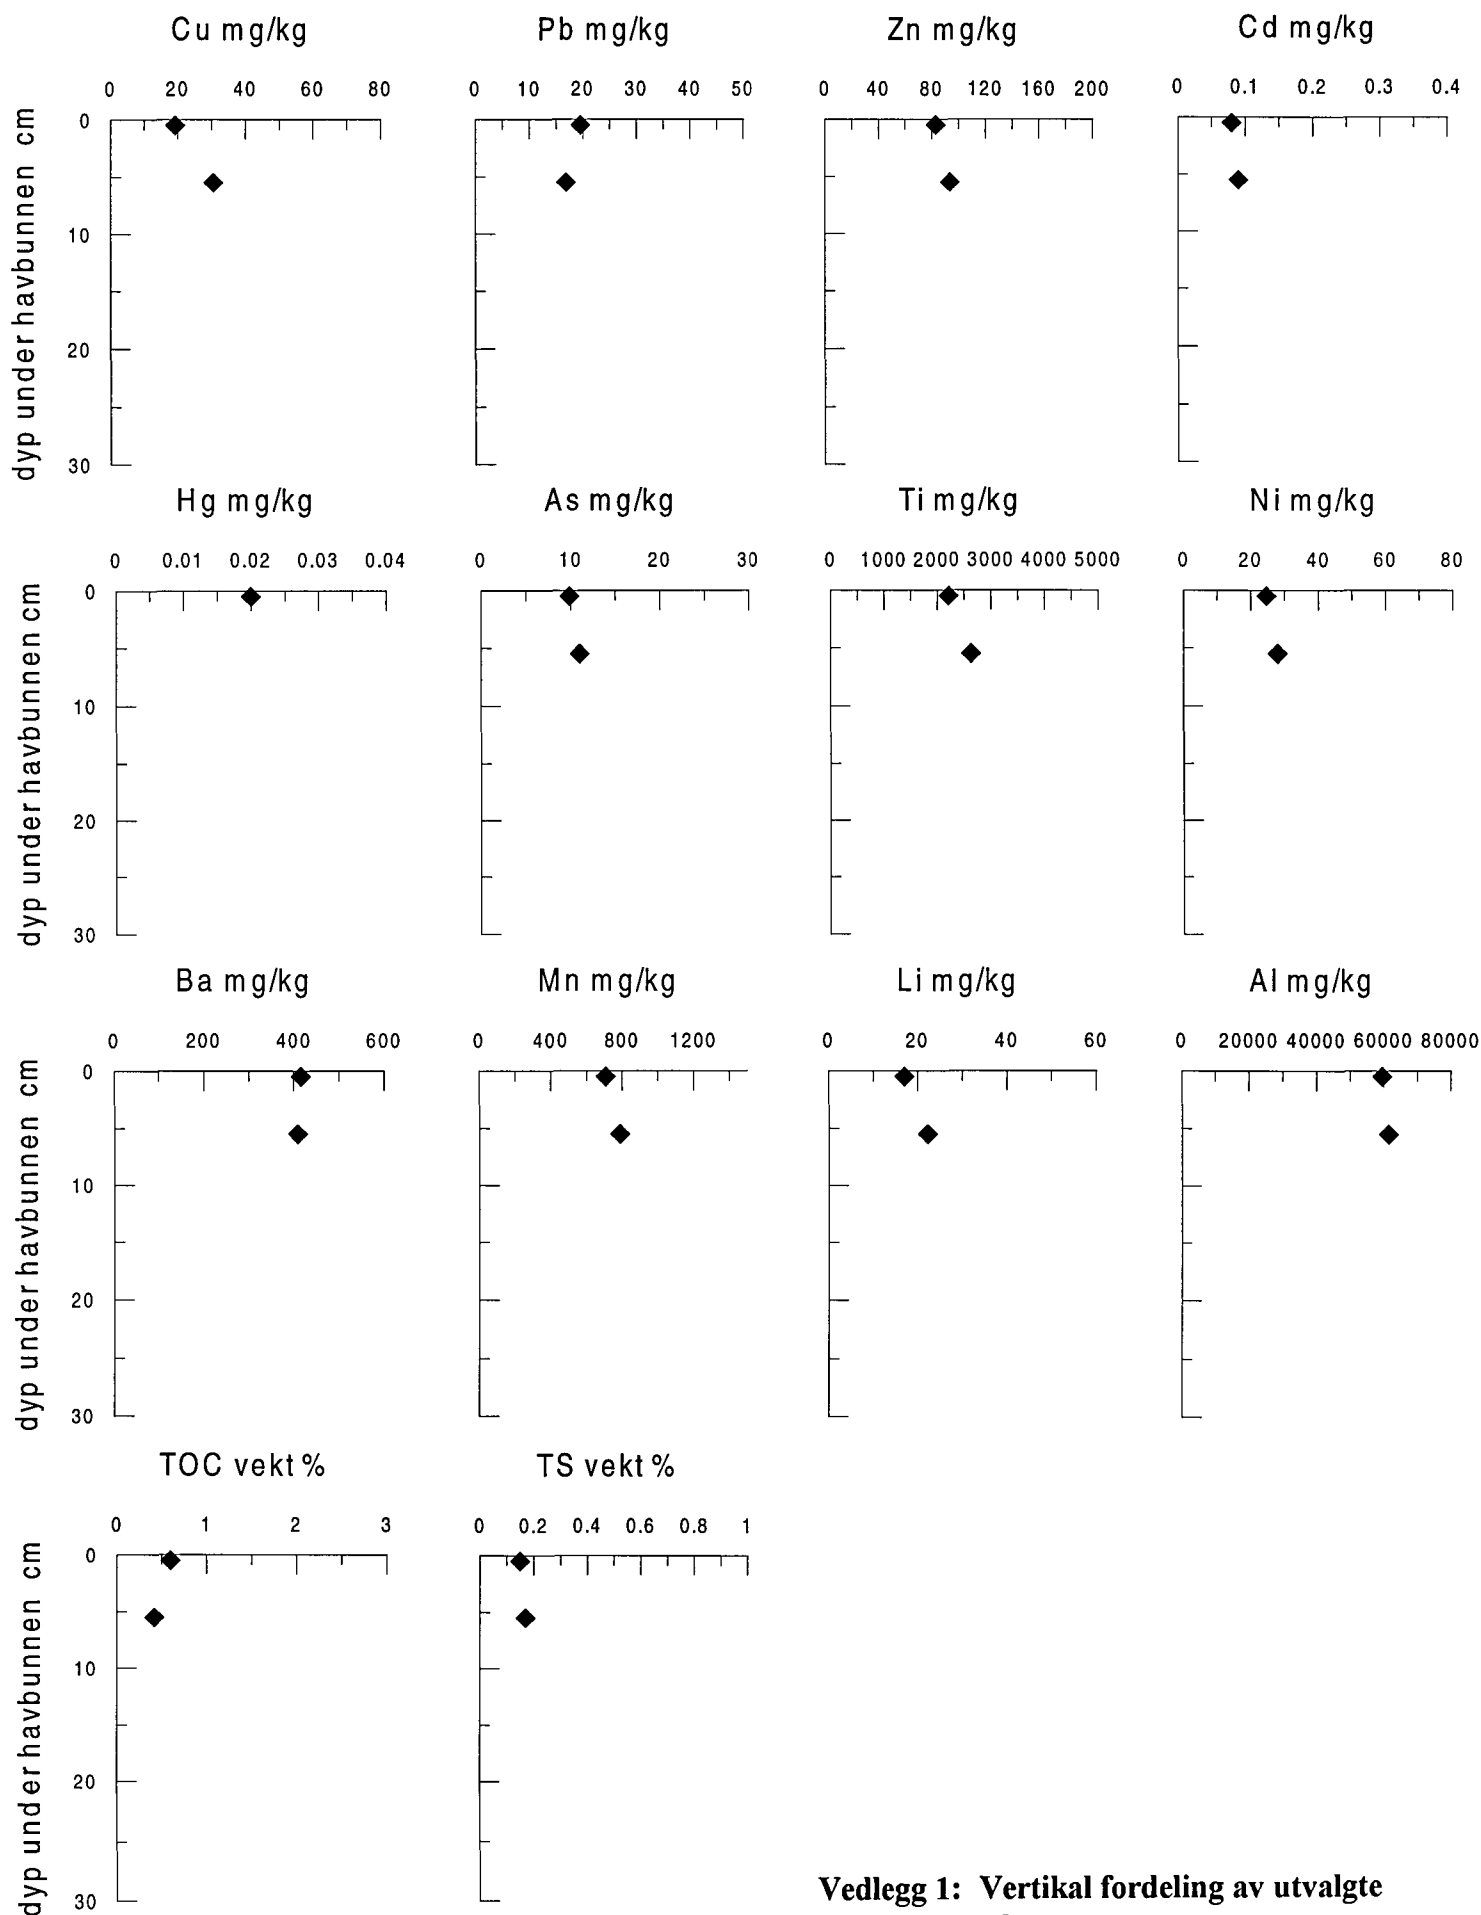 Cu mg/kg Pb mg/kg Zn mg/kg Cd mg/kg
0 20 40 60 80 0 10 20 30 40 50 0 40 80 120 160 200 0 0.1 0.2 0.3 0.4
dyp under havbunnen cm
0
10
20
30
Hg mg/kg As mg/kg Ti mg/kg Ni mg/kg
0 0.01 0.02 0.03 0.04 0 10 20 30 0 1000 2000 3000 4000 5000 0 20 40 60 80
dyp under havbunnen cm
0
10
20
30
Ba mg/kg Mn mg/kg Li mg/kg Al mg/kg
0 200 400 600 0 400 800 1200 0 20 40 60 0 20000 40000 60000 80000
dyp under havbunnen cm
0
10
20
30
TOC vekt % TS vekt %
0 1 2 3 0 0.2 0.4 0.6 0.8 1
dyp under havbunnen cm
0
10
20
30
Vedlegg 1: Vertikal fordeling av utvalgte